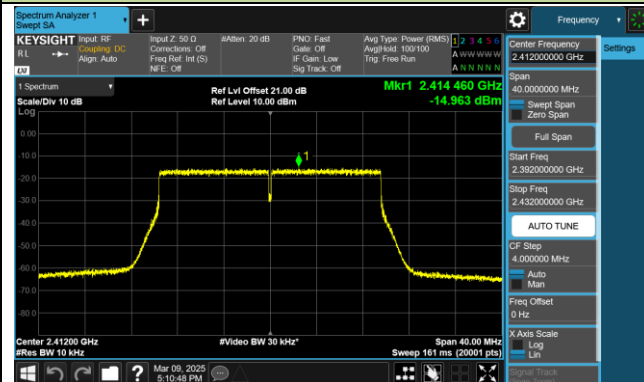 Spectrum Analyzer 1
Swept SA
Frequency
KEYSIGHT
RL
LXI
Input: RF
Coupling: DC
Align: Auto
Input Z: 50 Ω
Corrections: Off
Freq Ref: Int (S)
NFE: Off
#Atten: 20 dB
PNO: Fast
Gate: Off
IF Gain: Low
Sig Track: Off
Avg Type: Power (RMS)
Avg|Hold: 100/100
Trig: Free Run
1 2 3 4 5 6
A W W W W W
A N N N N N
1 Spectrum
Scale/Div 10 dB
Log
Ref Lvl Offset 21.00 dB
Ref Level 10.00 dBm
Mkr1 2.414 460 GHz
-14.963 dBm
1
0.00
-10.0
-20.0
-30.0
-40.0
-50.0
-60.0
-70.0
-80.0
Center 2.41200 GHz
#Res BW 10 kHz
#Video BW 30 kHz*
Span 40.00 MHz
Sweep 161 ms (20001 pts)
Mar 09, 2025
5:10:48 PM
Center Frequency
2.412000000 GHz
Span
40.0000000 MHz
Swept Span
Zero Span
Full Span
Start Freq
2.392000000 GHz
Stop Freq
2.432000000 GHz
AUTO TUNE
CF Step
4.000000 MHz
Auto
Man
Freq Offset
0 Hz
X Axis Scale
Log
Lin
Signal Track
Settings